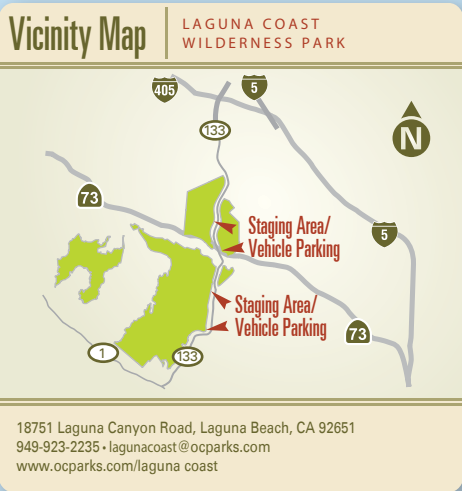 Vicinity Map
LAGUNA COAST
WILDERNESS PARK
405
5
133
N
73
Staging Area/
Vehicle Parking
5
Staging Area/
Vehicle Parking
73
1
133
18751 Laguna Canyon Road, Laguna Beach, CA 92651
949-923-2235 • lagunacoast@ocparks.com
www.ocparks.com/laguna coast